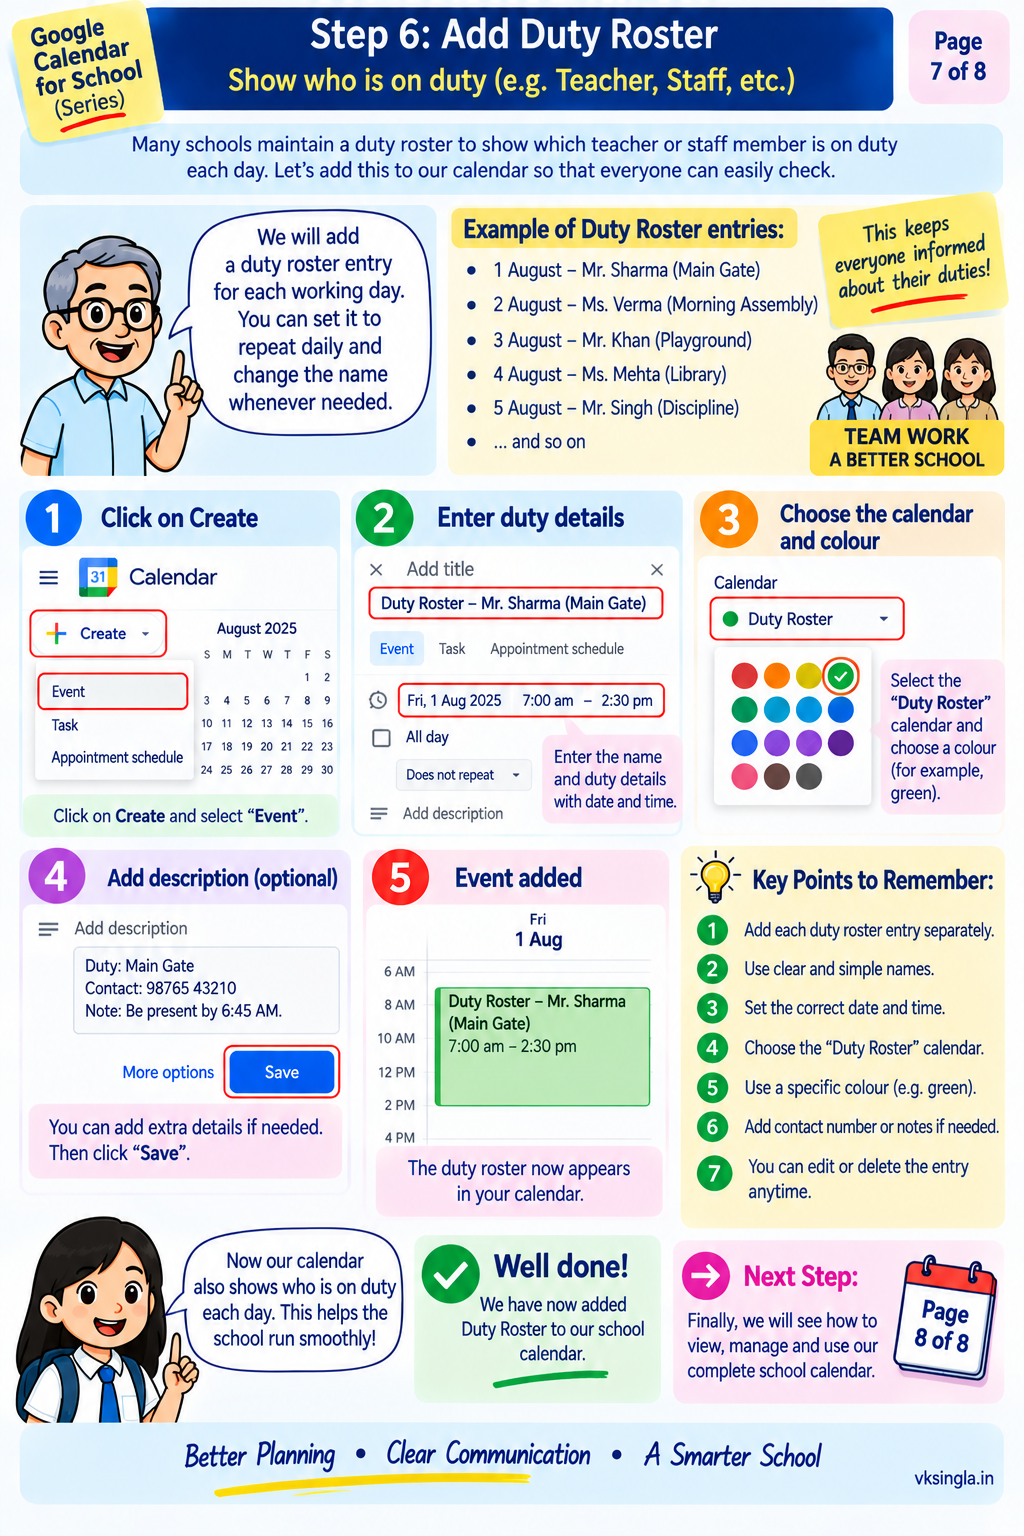 Google
Calendar
for School
(Series)
Step 6: Add Duty Roster
Show who is on duty (e.g. Teacher, Staff, etc.)
Page
7 of 8
Many schools maintain a duty roster to show which teacher or staff member is on duty
each day. Let's add this to our calendar so that everyone can easily check.
We will add
a duty roster entry
for each working day.
You can set it to
repeat daily and
change the name
whenever needed.
Example of Duty Roster entries:
• 1 August – Mr. Sharma (Main Gate)
• 2 August – Ms. Verma (Morning Assembly)
• 3 August – Mr. Khan (Playground)
• 4 August – Ms. Mehta (Library)
• 5 August – Mr. Singh (Discipline)
• ... and so on
This keeps
everyone informed
about their duties!
TEAM WORK
A BETTER SCHOOL
1 Click on Create
31 Calendar
Create
August 2025
S M T W T F S
1 2
3 4 5 6 7 8 9
10 11 12 13 14 15 16
17 18 19 20 21 22 23
24 25 26 27 28 29 30
Event
Task
Appointment schedule
Click on Create and select “Event”.
2 Enter duty details
Add title
Duty Roster – Mr. Sharma (Main Gate)
Event Task Appointment schedule
Fri, 1 Aug 2025 7:00 am – 2:30 pm
All day
Does not repeat
Add description
Enter the name
and duty details
with date and time.
3 Choose the calendar
and colour
Calendar
Duty Roster
Select the
“Duty Roster”
calendar and
choose a colour
(for example,
green).
4 Add description (optional)
Add description
Duty: Main Gate
Contact: 98765 43210
Note: Be present by 6:45 AM.
More options Save
You can add extra details if needed.
Then click “Save”.
5 Event added
Fri
1 Aug
6 AM
8 AM
10 AM
12 PM
2 PM
4 PM
Duty Roster – Mr. Sharma
(Main Gate)
7:00 am – 2:30 pm
The duty roster now appears
in your calendar.
Key Points to Remember:
1 Add each duty roster entry separately.
2 Use clear and simple names.
3 Set the correct date and time.
4 Choose the “Duty Roster” calendar.
5 Use a specific colour (e.g. green).
6 Add contact number or notes if needed.
7 You can edit or delete the entry
anytime.
Now our calendar
also shows who is on duty
each day. This helps the
school run smoothly!
Well done!
We have now added
Duty Roster to our school
calendar.
Next Step:
Finally, we will see how to
view, manage and use our
complete school calendar.
Page
8 of 8
Better Planning • Clear Communication • A Smarter School
vksingla.in